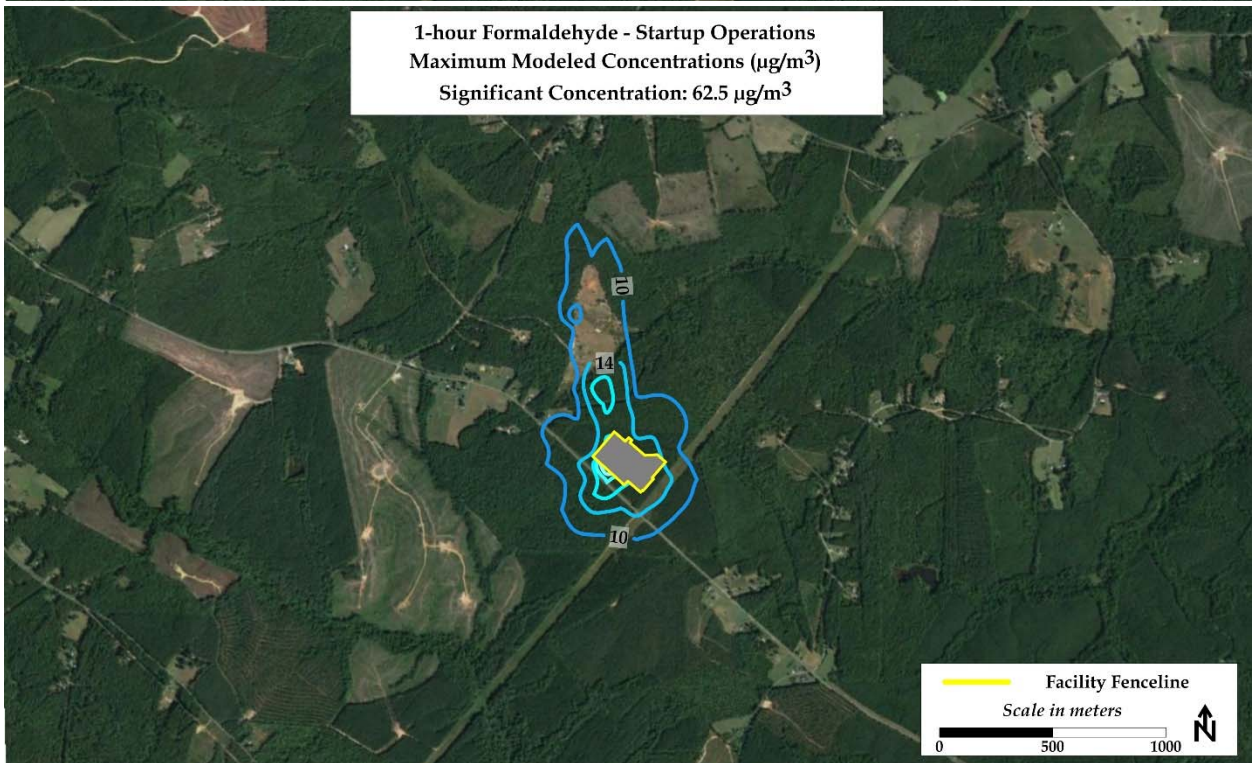 1-hour Formaldehyde - Startup Operations
Maximum Modeled Concentrations (µg/m³)
Significant Concentration: 62.5 µg/m³
10
14
10
Facility Fenceline
Scale in meters
0 500 1000
N